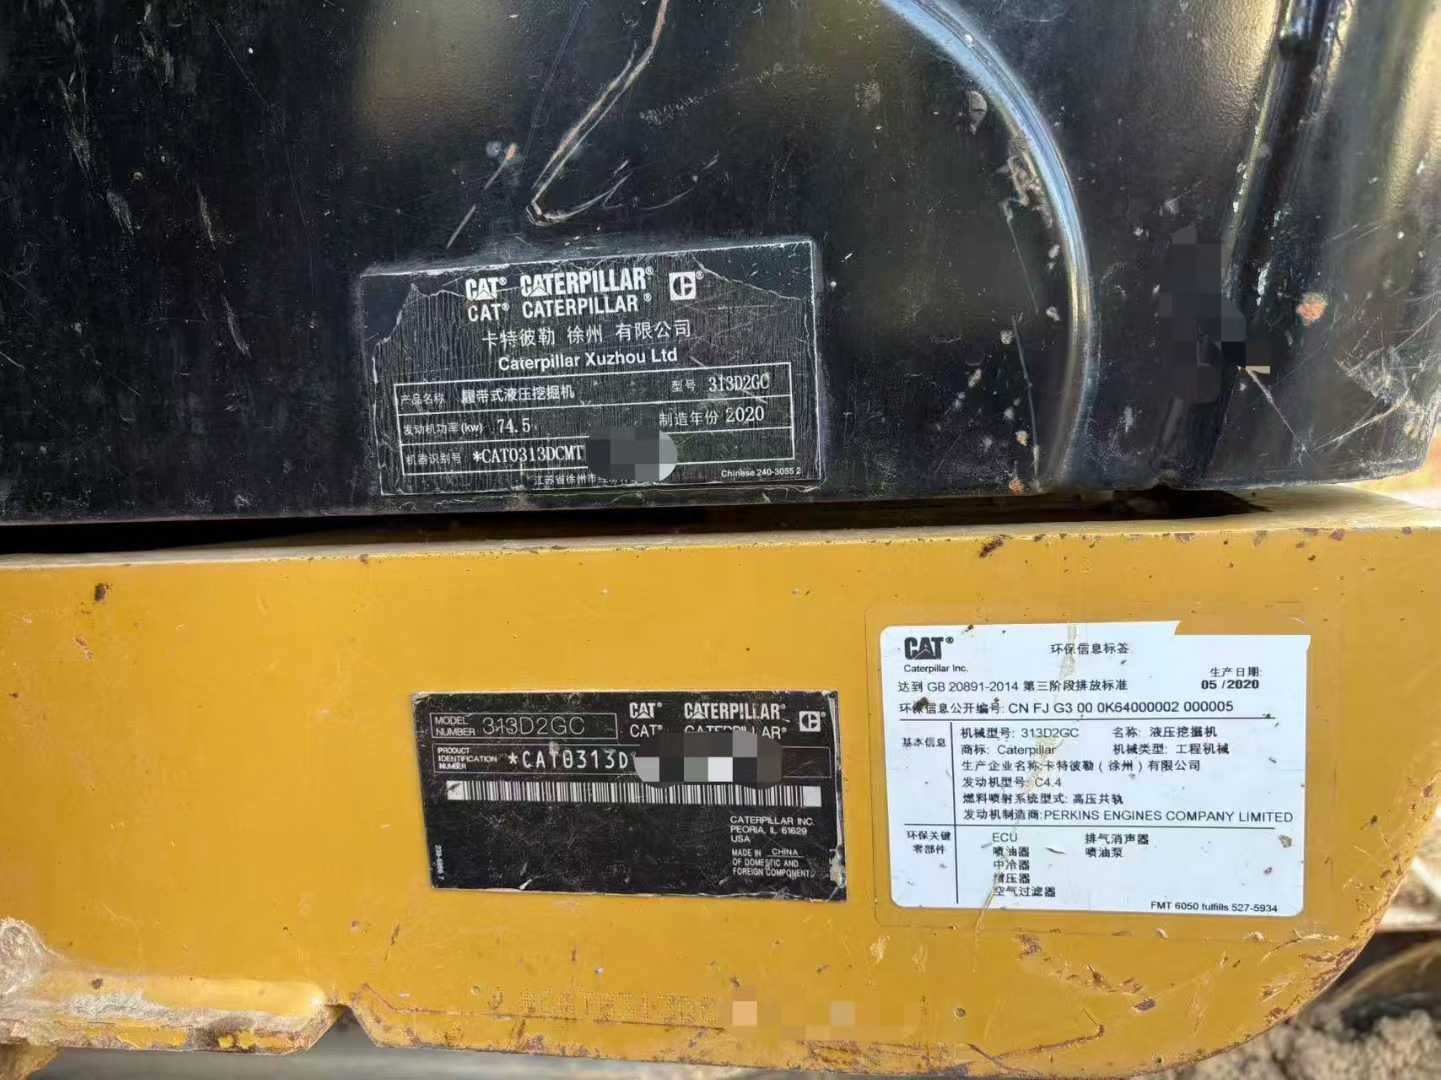 CAT® CATERPILLAR® C®
CAT® CATERPILLAR®
卡特彼勒 徐州 有限公司
Caterpillar Xuzhou Ltd
产品名称 履带式液压挖掘机 型号 313D2GC
发动机功率(kw) 74.5 制造年份 2020
机器识别号 *CAT0313DCMT
江苏省徐州市
Chinese 240-3055 2
MODEL NUMBER 313D2GC
CAT® CATERPILLAR® C®
CAT® CATERPILLAR®
PRODUCT IDENTIFICATION NUMBER *CAT0313D
CATERPILLAR INC.
PEORIA, IL 61629
USA
MADE IN CHINA
OF DOMESTIC AND
FOREIGN COMPONENT
CAT®
Caterpillar Inc.
环保信息标签
生产日期:
05 /2020
达到 GB 20891-2014 第三阶段排放标准
环保信息公开编号: CN FJ G3 00 0K64000002 000005
基本信息
机械型号: 313D2GC 名称: 液压挖掘机
商标: Caterpillar 机械类型: 工程机械
生产企业名称:卡特彼勒（徐州）有限公司
发动机型号: C4.4
燃料喷射系统型式: 高压共轨
发动机制造商:PERKINS ENGINES COMPANY LIMITED
环保关键
零部件
ECU 排气消声器
喷油器 喷油泵
中冷器
增压器
空气过滤器
FMT 6050 fulfills 527-5934